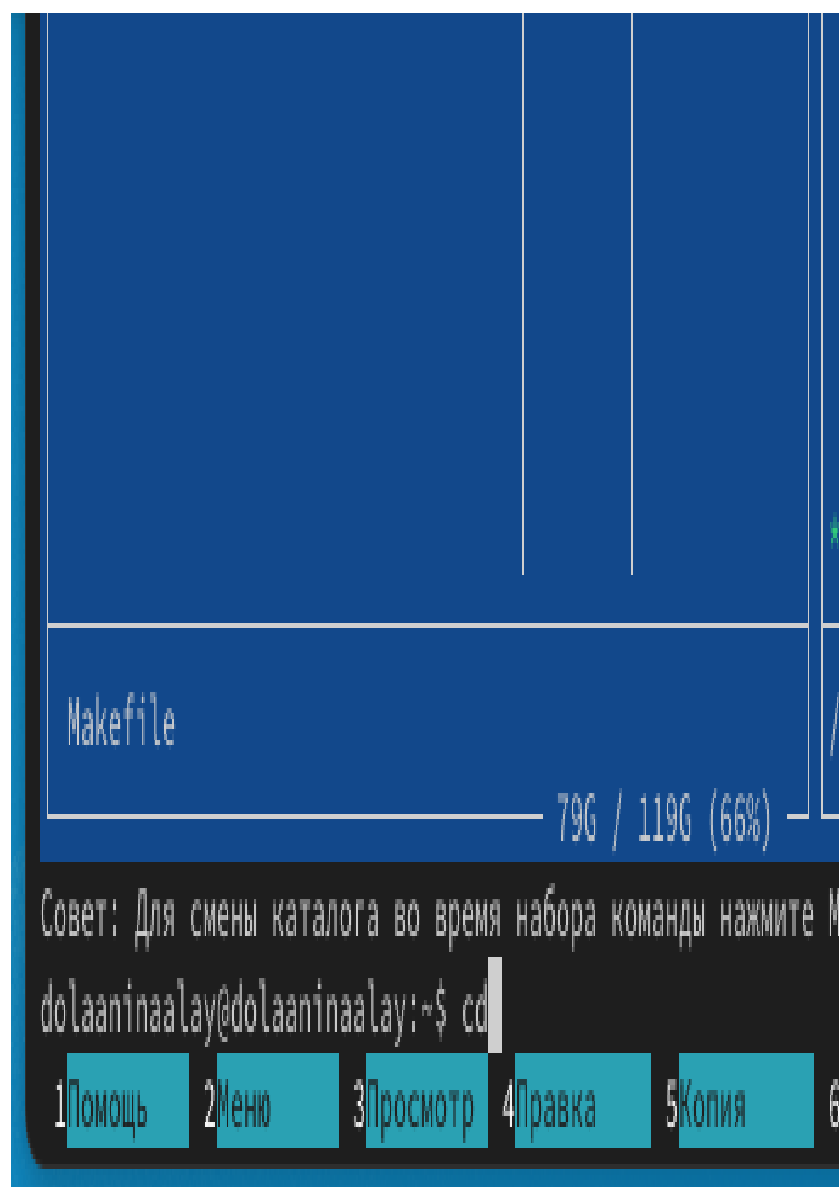 *
Makefile /
79G / 119G (66%)
Совет: Для смены каталога во время набора команды нажмите M
dolaaninaalay@dolaaninaalay:~$ cd
1Помощь 2Меню 3Просмотр 4Правка 5Копия 6